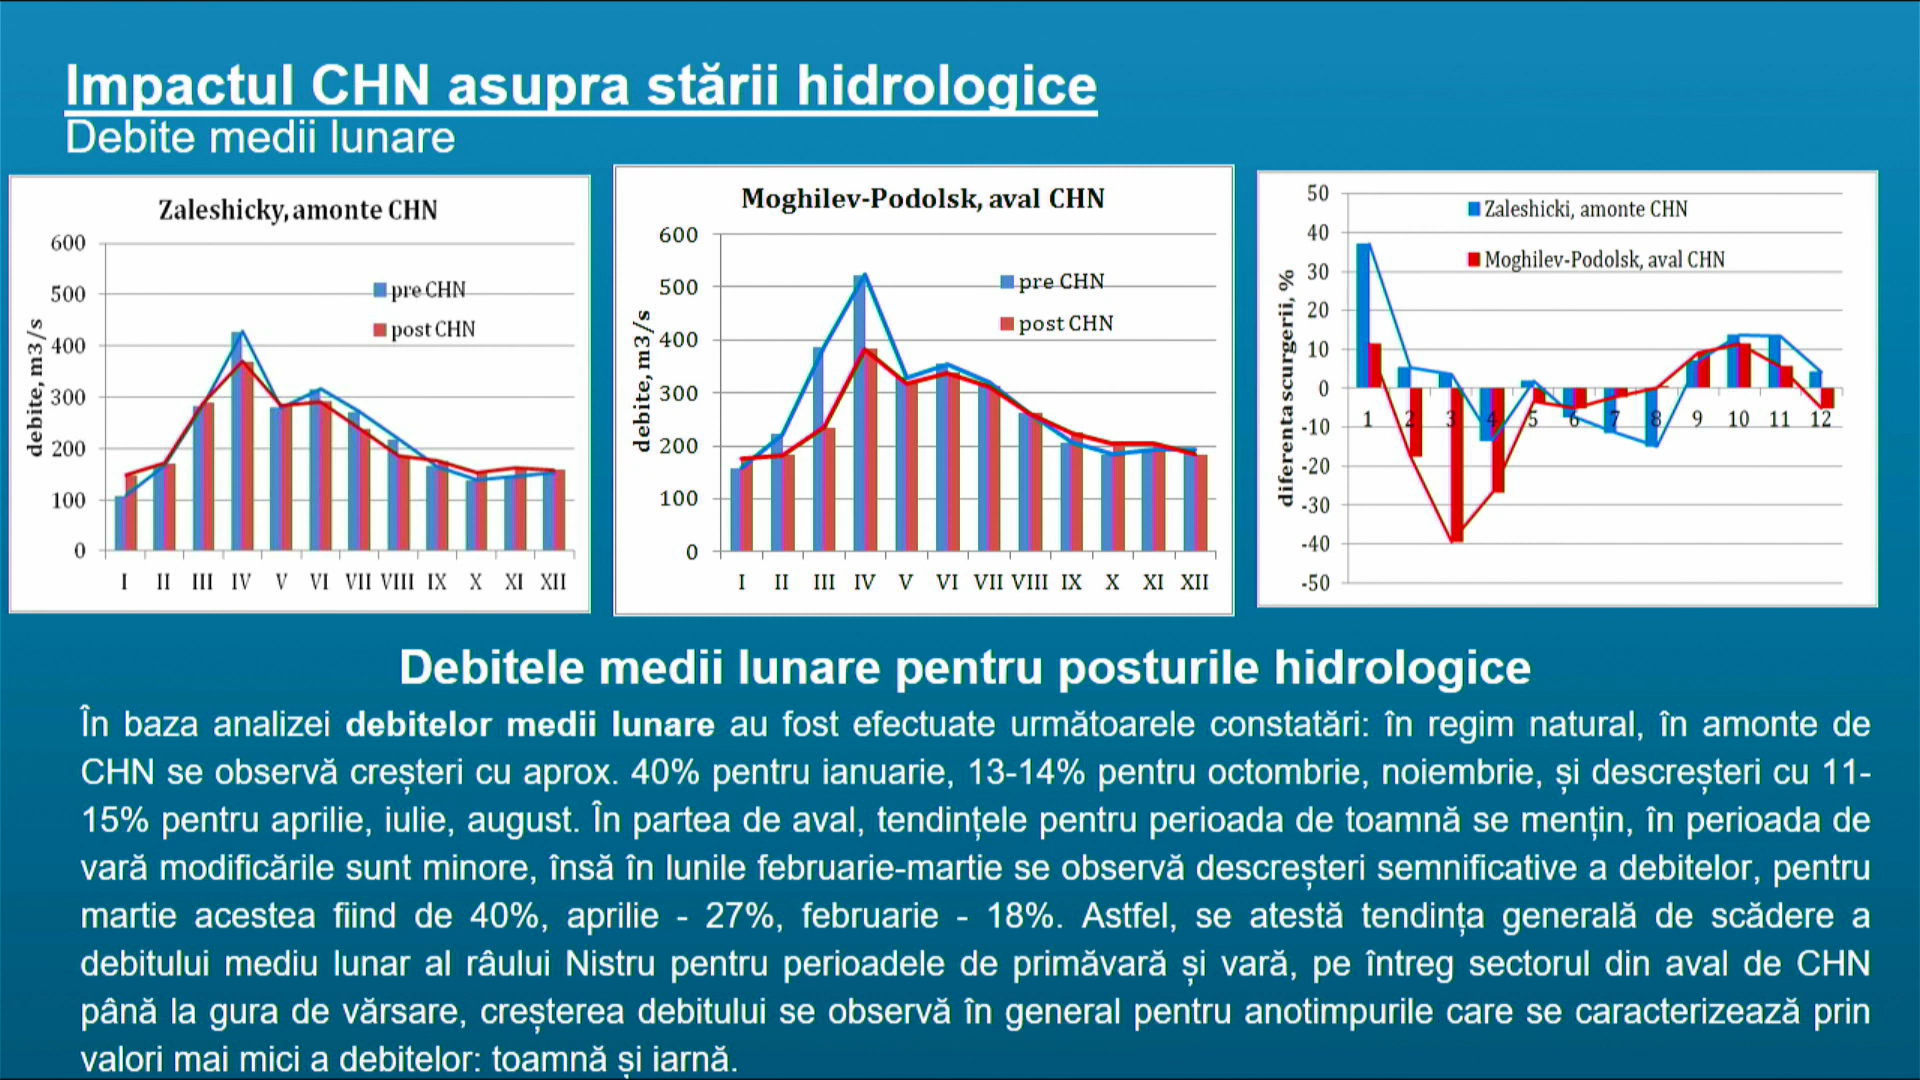 Impactul CHN asupra stării hidrologice
Debite medii lunare
Zaleshicky, amonte CHN
600
500
400
300
200
100
0
debite, m3/s
pre CHN
post CHN
I II III IV V VI VII VIII IX X XI XII
Moghilev-Podolsk, aval CHN
600
500
400
300
200
100
0
debite, m3/s
pre CHN
post CHN
I II III IV V VI VII VIII IX X XI XII
50
40
30
20
10
0
-10
-20
-30
-40
-50
diferenta scurgerii, %
Zaleshicki, amonte CHN
Moghilev-Podolsk, aval CHN
1 2 3 4 5 6 7 8 9 10 11 12
Debitele medii lunare pentru posturile hidrologice
În baza analizei debitelor medii lunare au fost efectuate următoarele constatări: în regim natural, în amonte de
CHN se observă creșteri cu aprox. 40% pentru ianuarie, 13-14% pentru octombrie, noiembrie, și descreșteri cu 11-
15% pentru aprilie, iulie, august. În partea de aval, tendințele pentru perioada de toamnă se mențin, în perioada de
vară modificările sunt minore, însă în lunile februarie-martie se observă descreșteri semnificative a debitelor, pentru
martie acestea fiind de 40%, aprilie - 27%, februarie - 18%. Astfel, se atestă tendința generală de scădere a
debitului mediu lunar al râului Nistru pentru perioadele de primăvară și vară, pe întreg sectorul din aval de CHN
până la gura de vărsare, creșterea debitului se observă în general pentru anotimpurile care se caracterizează prin
valori mai mici a debitelor: toamnă și iarnă.